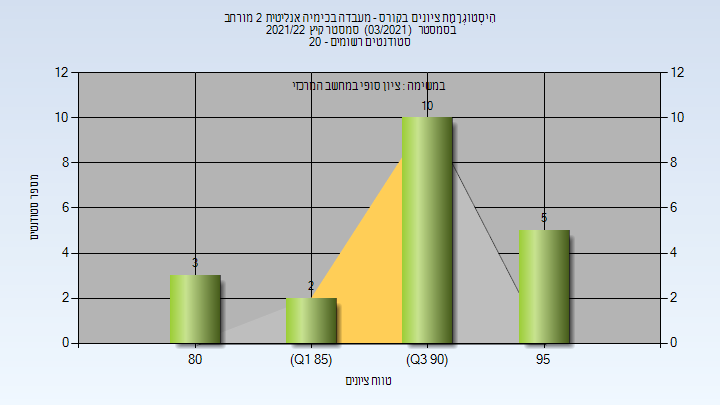 הִיסְטוֹגְרָמַת ציונים בקורס - מעבדה בכימיה אנליטית 2 מורחב
בסמסטר (03/2021) סמסטר קיץ 2021/22
סטודנטים רשומים - 20
במשימה : ציון סופי במחשב המרכזי
12 12
10 10
8 8
6 6
4 4
2 2
0 0
3
2
10
5
מספר סטודנטים
80 (Q1 85) (Q3 90) 95
טווח ציונים